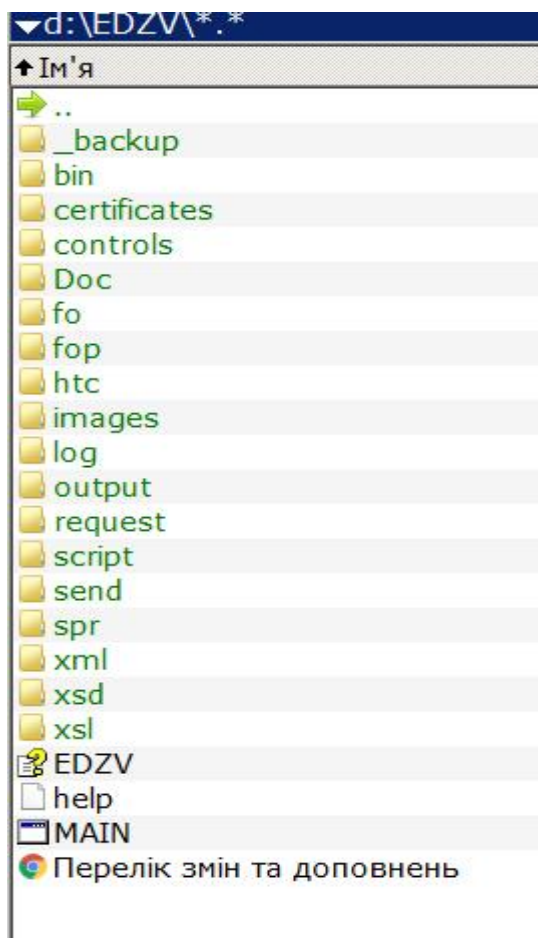 d:\EDZV\*.*
Ім'я
..
_backup
bin
certificates
controls
Doc
fo
fop
htc
images
log
output
request
script
send
spr
xml
xsd
xsl
EDZV
help
MAIN
Перелік змін та доповнень